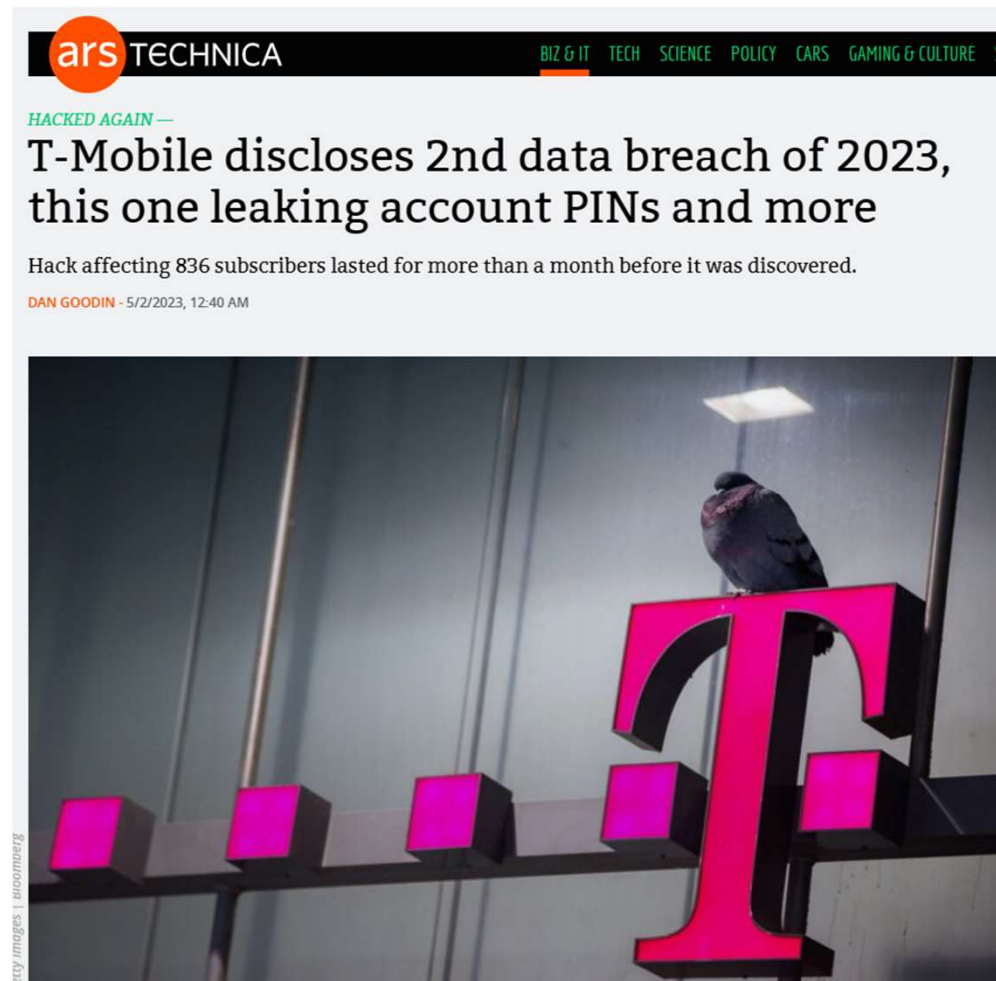 ars TECHNICA
BIZ & IT TECH SCIENCE POLICY CARS GAMING & CULTURE
HACKED AGAIN —
T-Mobile discloses 2nd data breach of 2023,
this one leaking account PINs and more
Hack affecting 836 subscribers lasted for more than a month before it was discovered.
DAN GOODIN - 5/2/2023, 12:40 AM
T
Images | Bloomberg